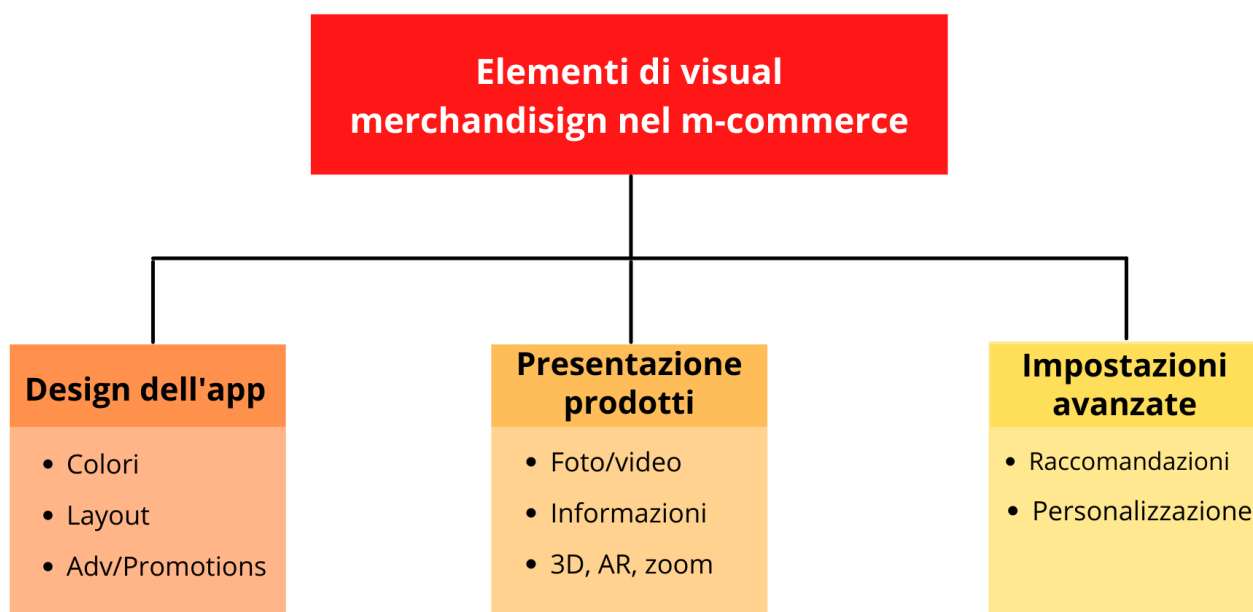 Elementi di visual
merchandisign nel m-commerce
Design dell'app
• Colori
• Layout
• Adv/Promotions
Presentazione
prodotti
• Foto/video
• Informazioni
• 3D, AR, zoom
Impostazioni
avanzate
• Raccomandazioni
• Personalizzazione